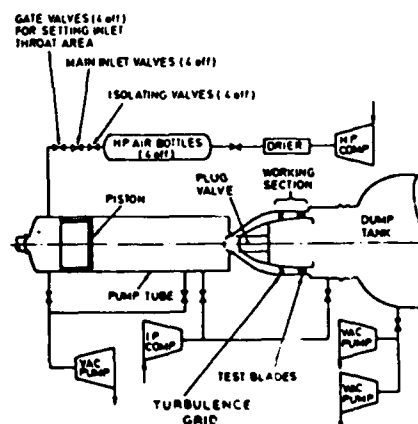 GATE VALVES (4 off)
FOR SETTING INLET
THROAT AREA
MAIN INLET VALVES (4 off)
ISOLATING VALVES (4 off)
HP AIR BOTTLES
(4 off)
DRIER
HP
COMP
PLUG
VALVE
WORKING
SECTION
PISTON
DUMP
TANK
PUMP TUBE
I P
COMP
VAC
PUMP
VAC
PUMP
TEST BLADES
VAC
PUMP
TURBULENCE
GRID